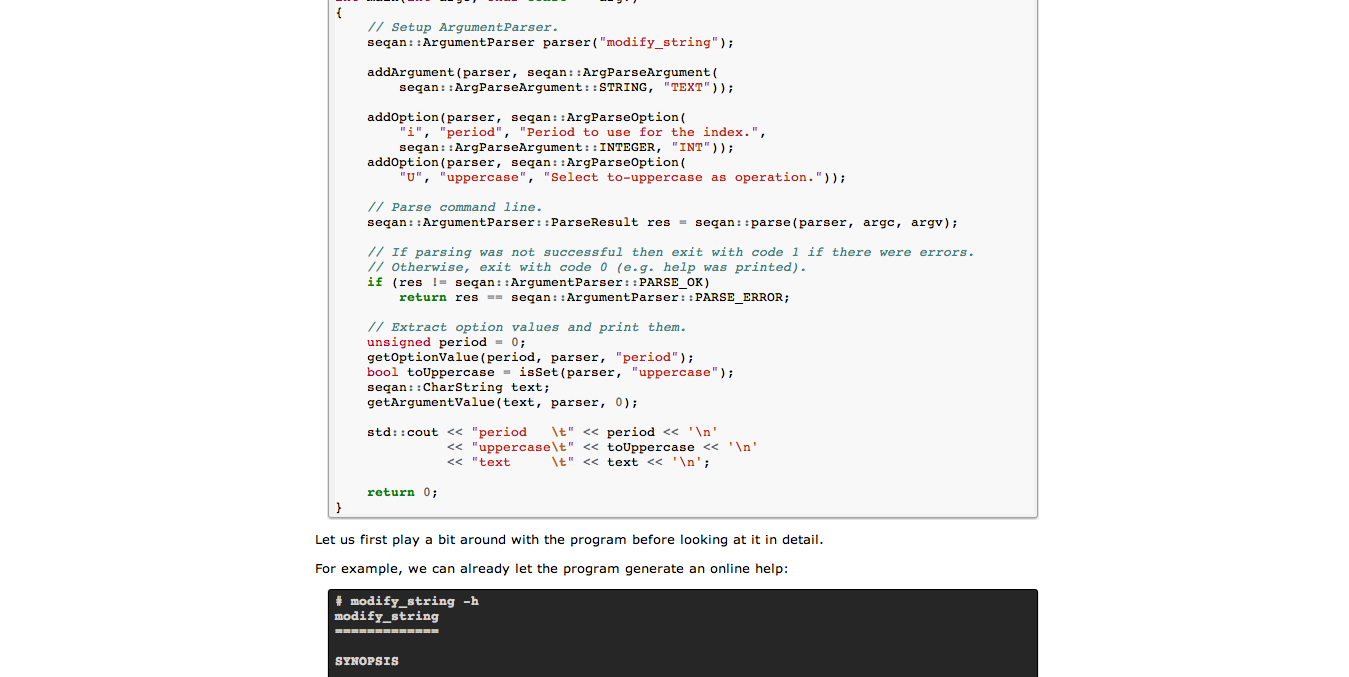 {
// Setup ArgumentParser.
seqan::ArgumentParser parser("modify_string");
addArgument(parser, seqan::ArgParseArgument(
seqan::ArgParseArgument::STRING, "TEXT"));
addOption(parser, seqan::ArgParseOption(
"i", "period", "Period to use for the index.",
seqan::ArgParseArgument::INTEGER, "INT"));
addOption(parser, seqan::ArgParseOption(
"U", "uppercase", "Select to-uppercase as operation."));
// Parse command line.
seqan::ArgumentParser::ParseResult res = seqan::parse(parser, argc, argv);
// If parsing was not successful then exit with code 1 if there were errors.
// Otherwise, exit with code 0 (e.g. help was printed).
if (res != seqan::ArgumentParser::PARSE_OK)
return res == seqan::ArgumentParser::PARSE_ERROR;
// Extract option values and print them.
unsigned period = 0;
getOptionValue(period, parser, "period");
bool toUppercase = isSet(parser, "uppercase");
seqan::CharString text;
getArgumentValue(text, parser, 0);
std::cout << "period   \t" << period << '\n'
<< "uppercase\t" << toUppercase << '\n'
<< "text     \t" << text << '\n';
return 0;
}
Let us first play a bit around with the program before looking at it in detail.
For example, we can already let the program generate an online help:
# modify_string -h
modify_string
=============
SYNOPSIS